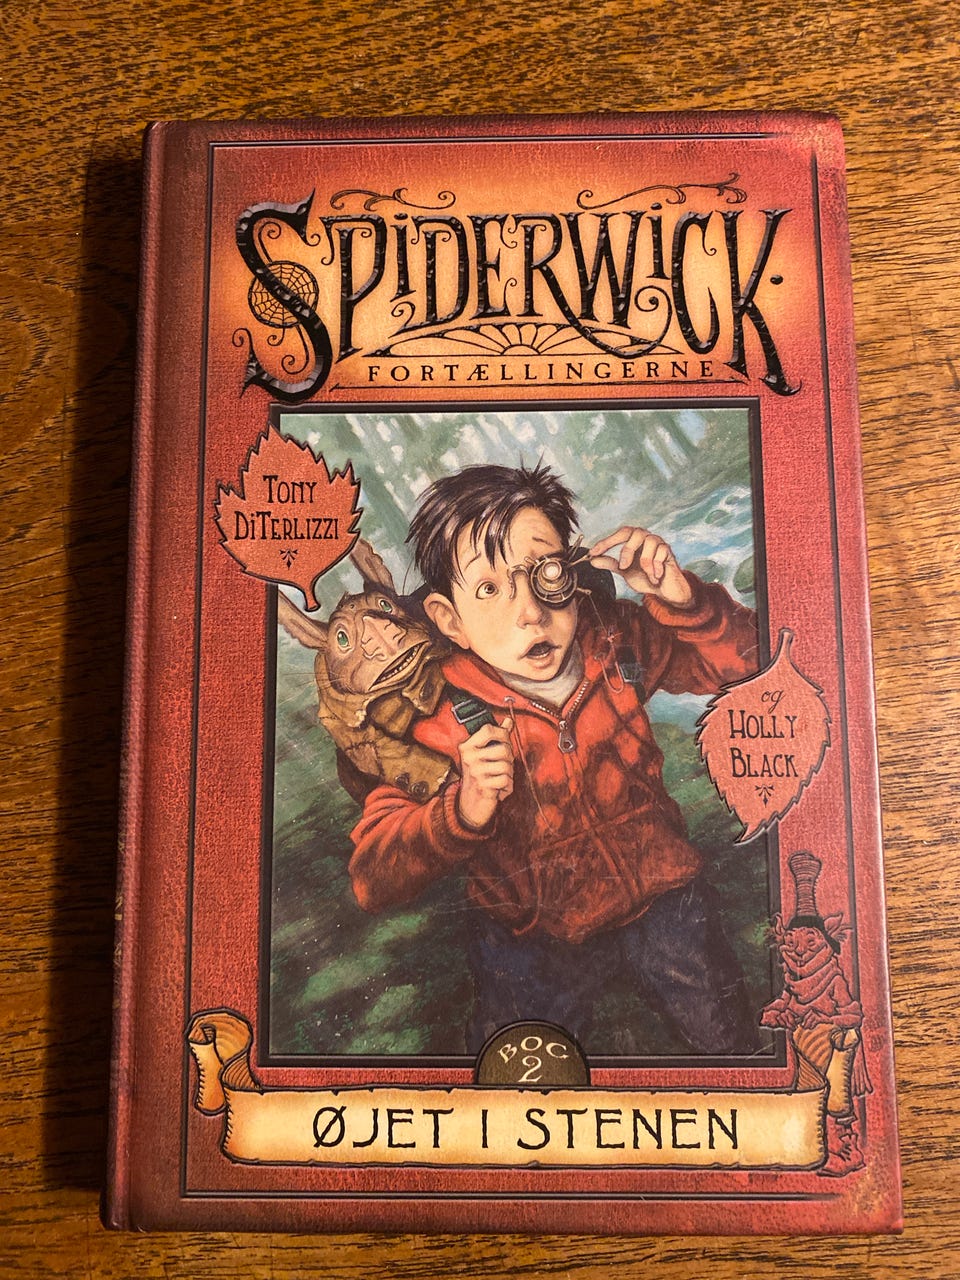 SPIDERWICK
FORTÆLLINGERNE
TONY
DITERLIZZI
og
HOLLY
BLACK
BOG
2
ØJET I STENEN